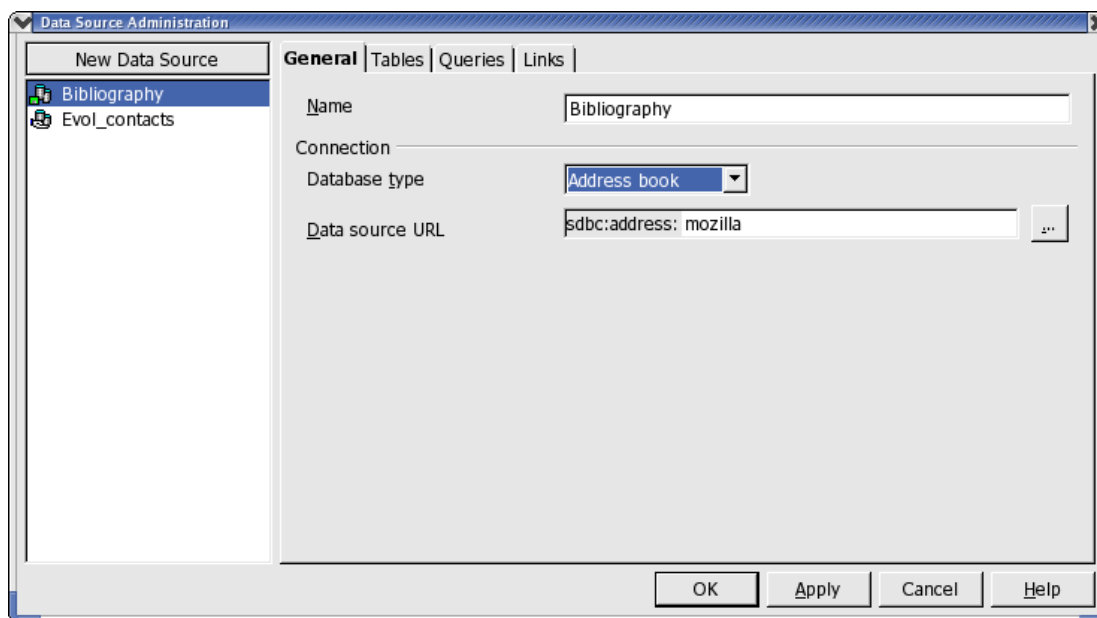 Data Source Administration
New Data Source
Bibliography
Evol_contacts
General Tables Queries Links
Name Bibliography
Connection
Database type Address book
Data source URL sdbc:address: mozilla ...
OK Apply Cancel Help